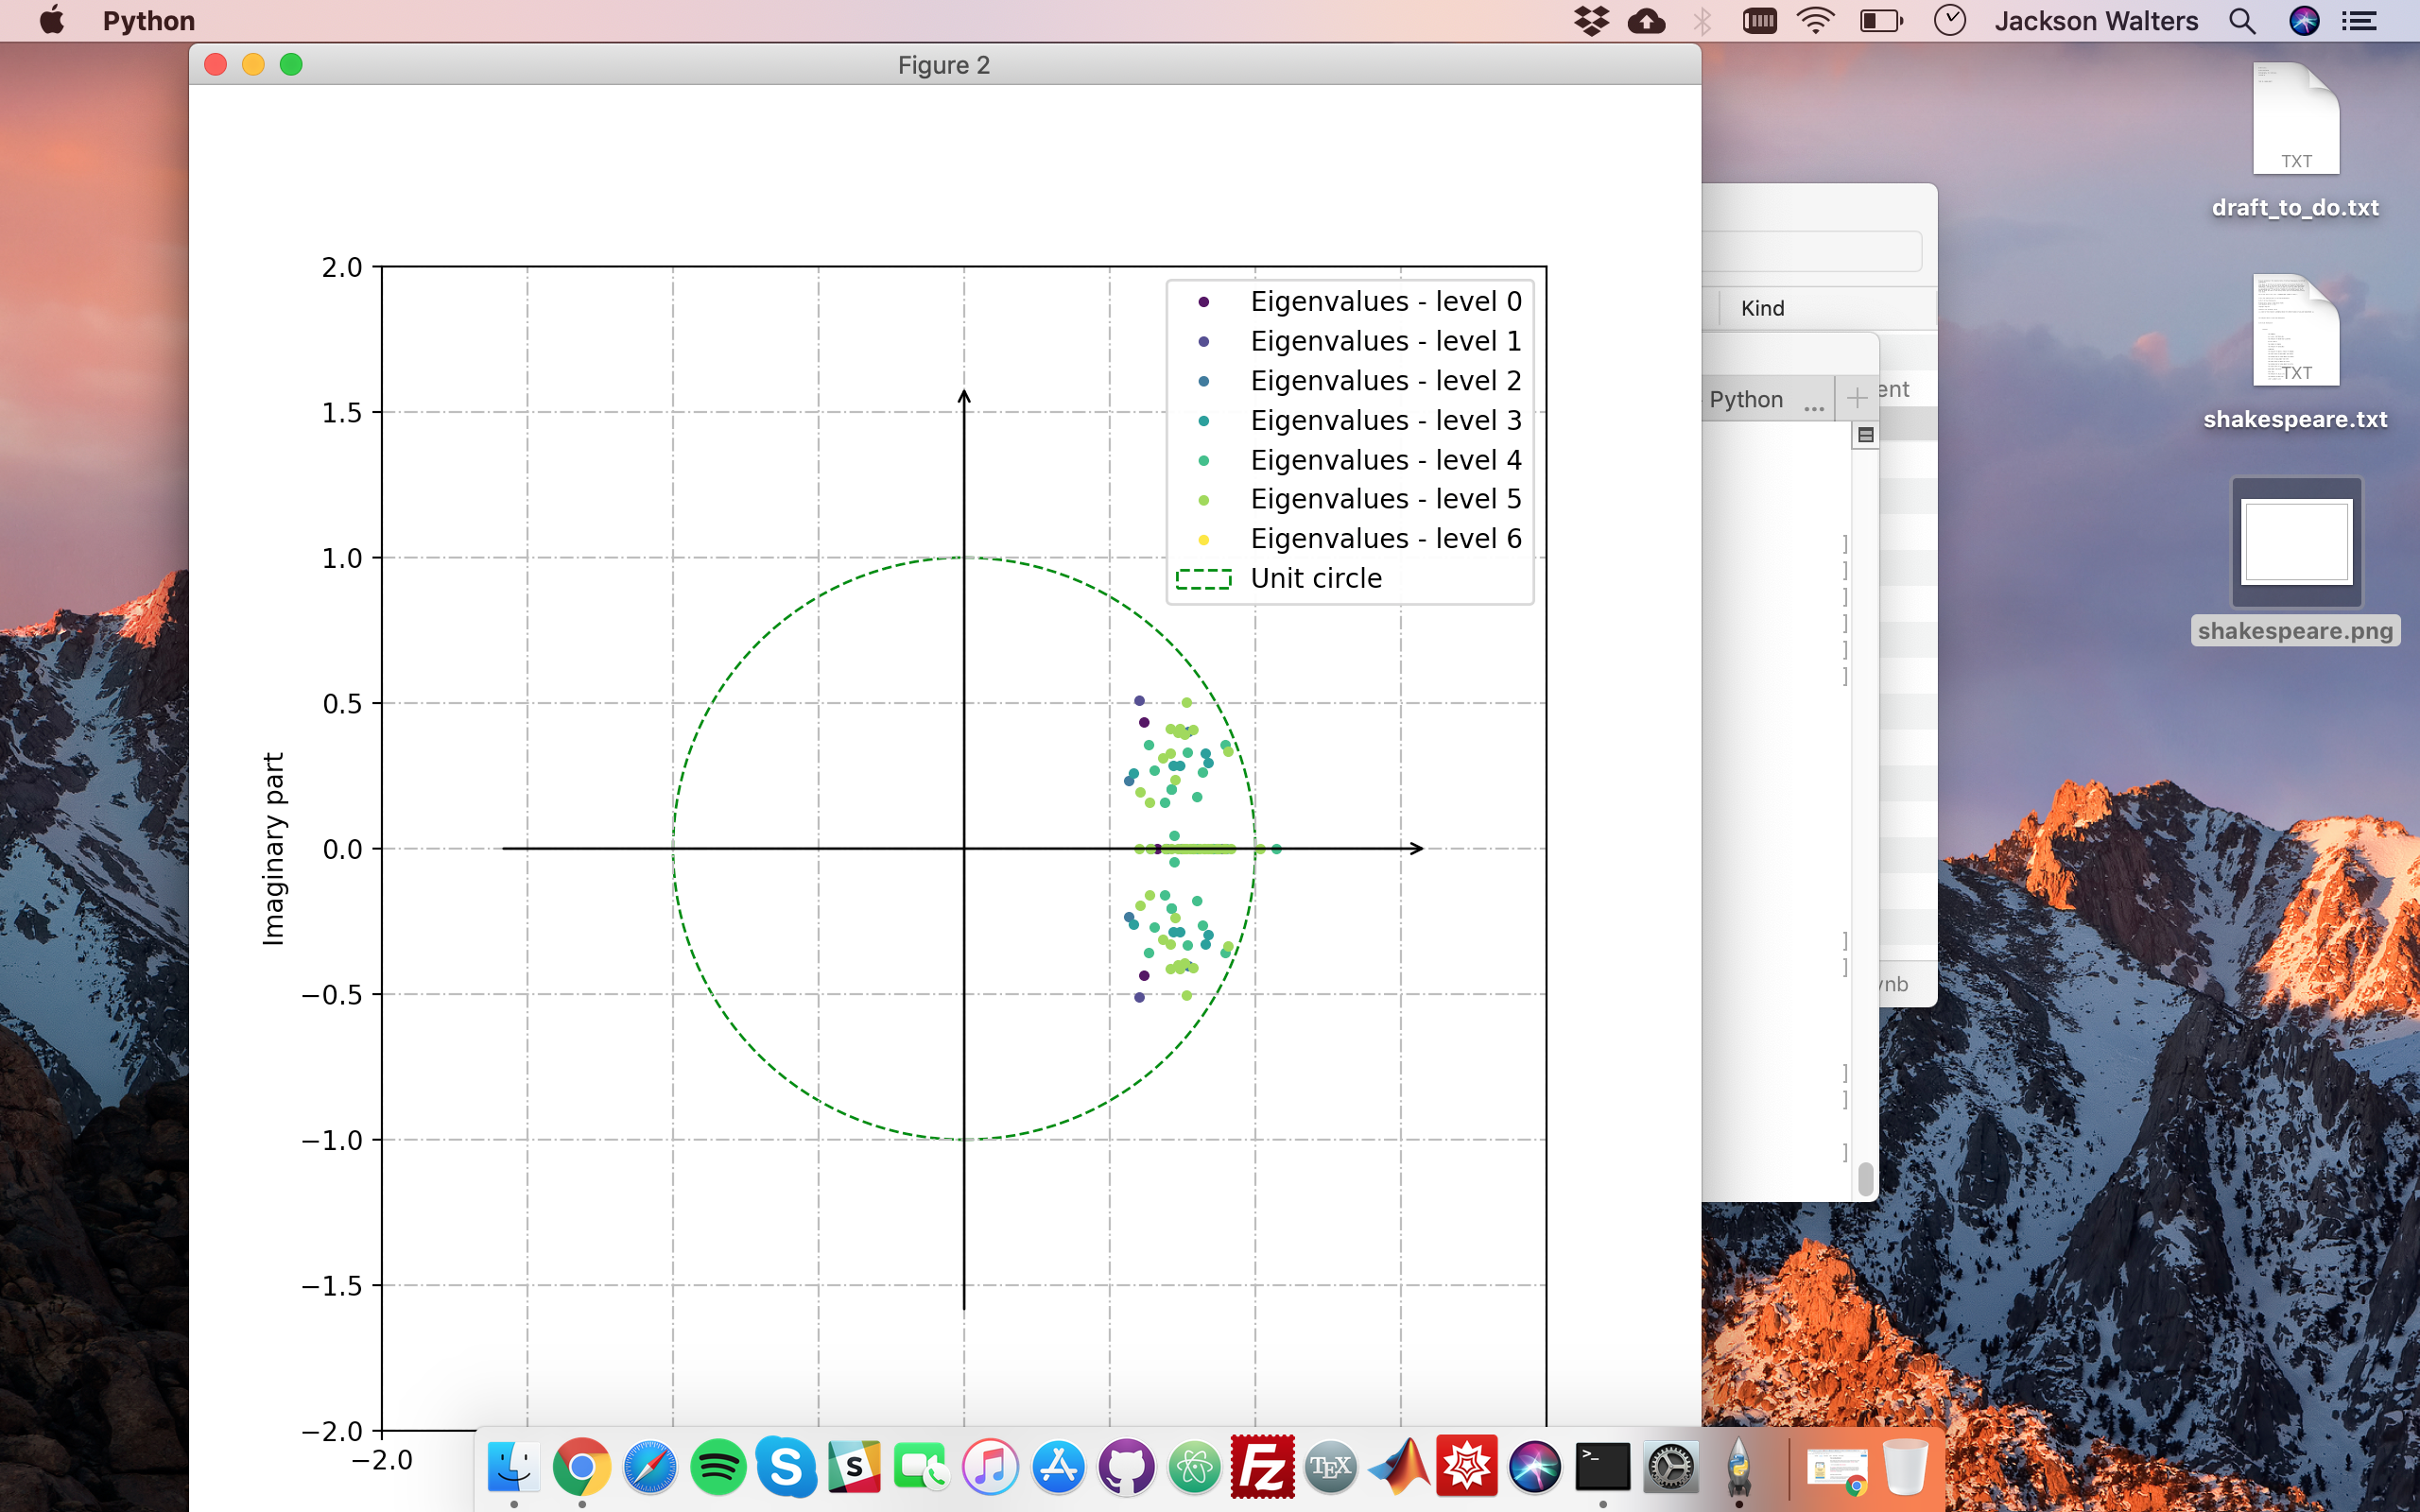 Python
Jackson Walters
Figure 2
TXT
draft_to_do.txt
TXT
shakespeare.txt
shakespeare.png
Kind
Python ...
ent
ynb
2.0
1.5
1.0
0.5
0.0
−0.5
−1.0
−1.5
−2.0
−2.0
Imaginary part
Eigenvalues - level 0
Eigenvalues - level 1
Eigenvalues - level 2
Eigenvalues - level 3
Eigenvalues - level 4
Eigenvalues - level 5
Eigenvalues - level 6
Unit circle
]
]
]
]
]
]
]
]
]
]
]
S
S
Fz
TEX
>_